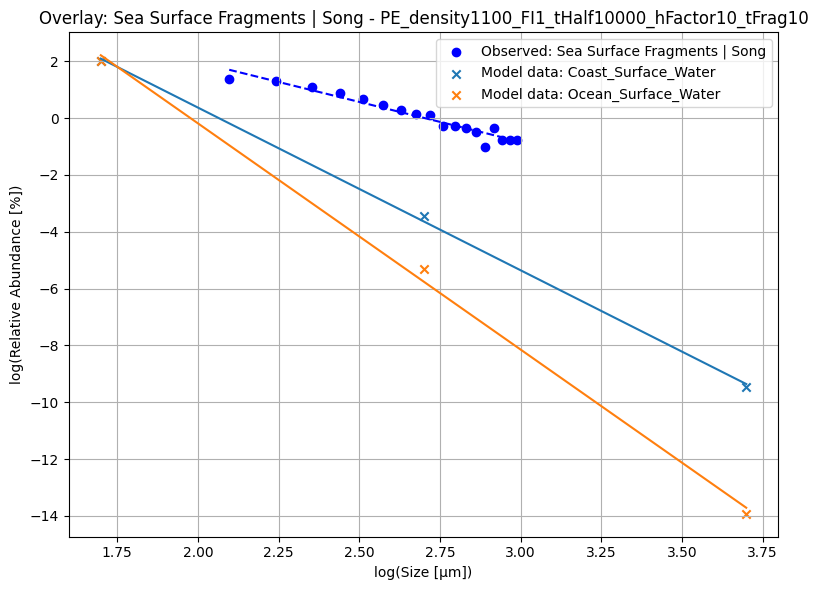 Overlay: Sea Surface Fragments | Song - PE_density1100_FI1_tHalf10000_hFactor10_tFrag10
Observed: Sea Surface Fragments | Song
Model data: Coast_Surface_Water
Model data: Ocean_Surface_Water
log(Relative Abundance [%])
2
0
−2
−4
−6
−8
−10
−12
−14
1.75 2.00 2.25 2.50 2.75 3.00 3.25 3.50 3.75
log(Size [μm])